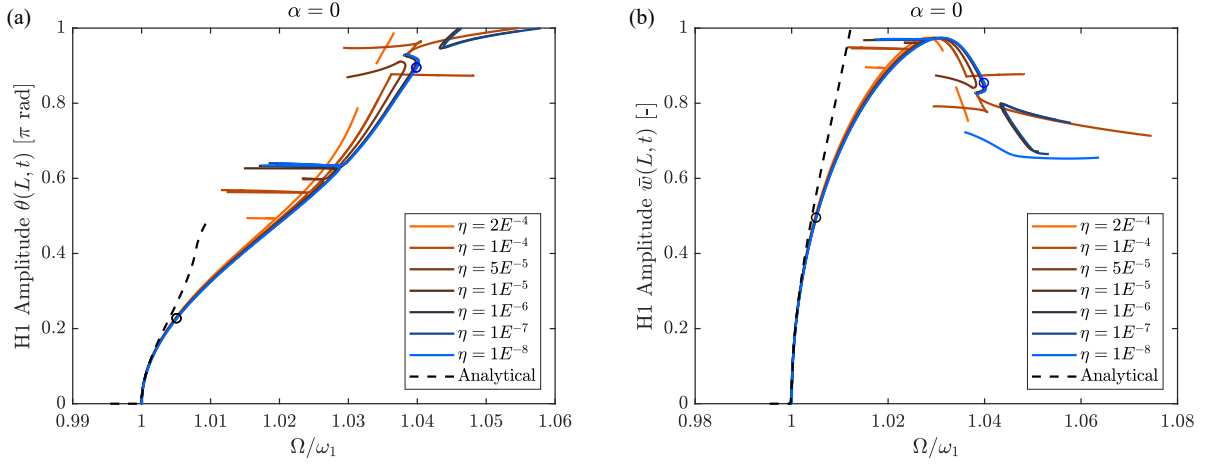 (a)
α = 0
H1 Amplitude θ(L, t) [π rad]
1
0.8
0.6
0.4
0.2
0
0.99
1
1.01
1.02
1.03
1.04
1.05
1.06
Ω/ω₁
η = 2E⁻⁴
η = 1E⁻⁴
η = 5E⁻⁵
η = 1E⁻⁵
η = 1E⁻⁶
η = 1E⁻⁷
η = 1E⁻⁸
Analytical
(b)
α = 0
H1 Amplitude w̄(L, t) [-]
1
0.8
0.6
0.4
0.2
0
0.98
1
1.02
1.04
1.06
1.08
Ω/ω₁
η = 2E⁻⁴
η = 1E⁻⁴
η = 5E⁻⁵
η = 1E⁻⁵
η = 1E⁻⁶
η = 1E⁻⁷
η = 1E⁻⁸
Analytical